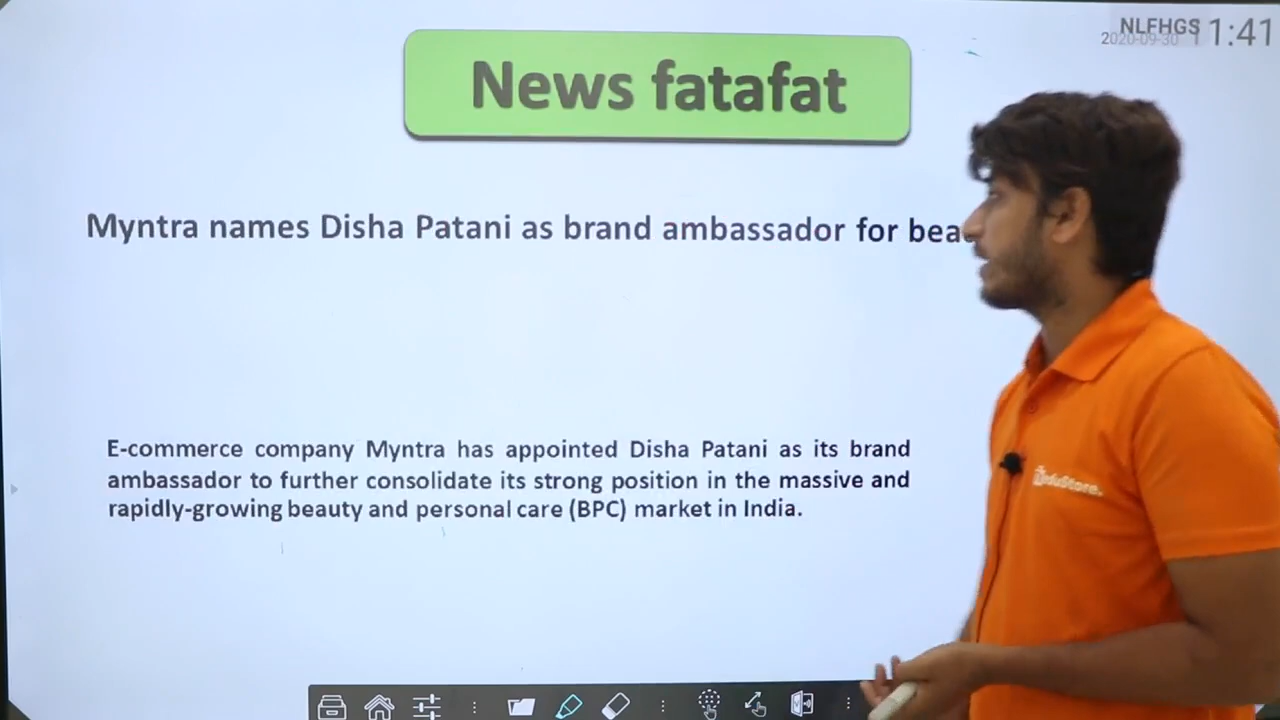 NLFHGS
2020-09-30
1:41
News fatafat
Myntra names Disha Patani as brand ambassador for
E-commerce company Myntra has appointed Disha Patani as its brand
ambassador to further consolidate its strong position in the massive and
rapidly-growing beauty and personal care (BPC) market in India.
EduStore.